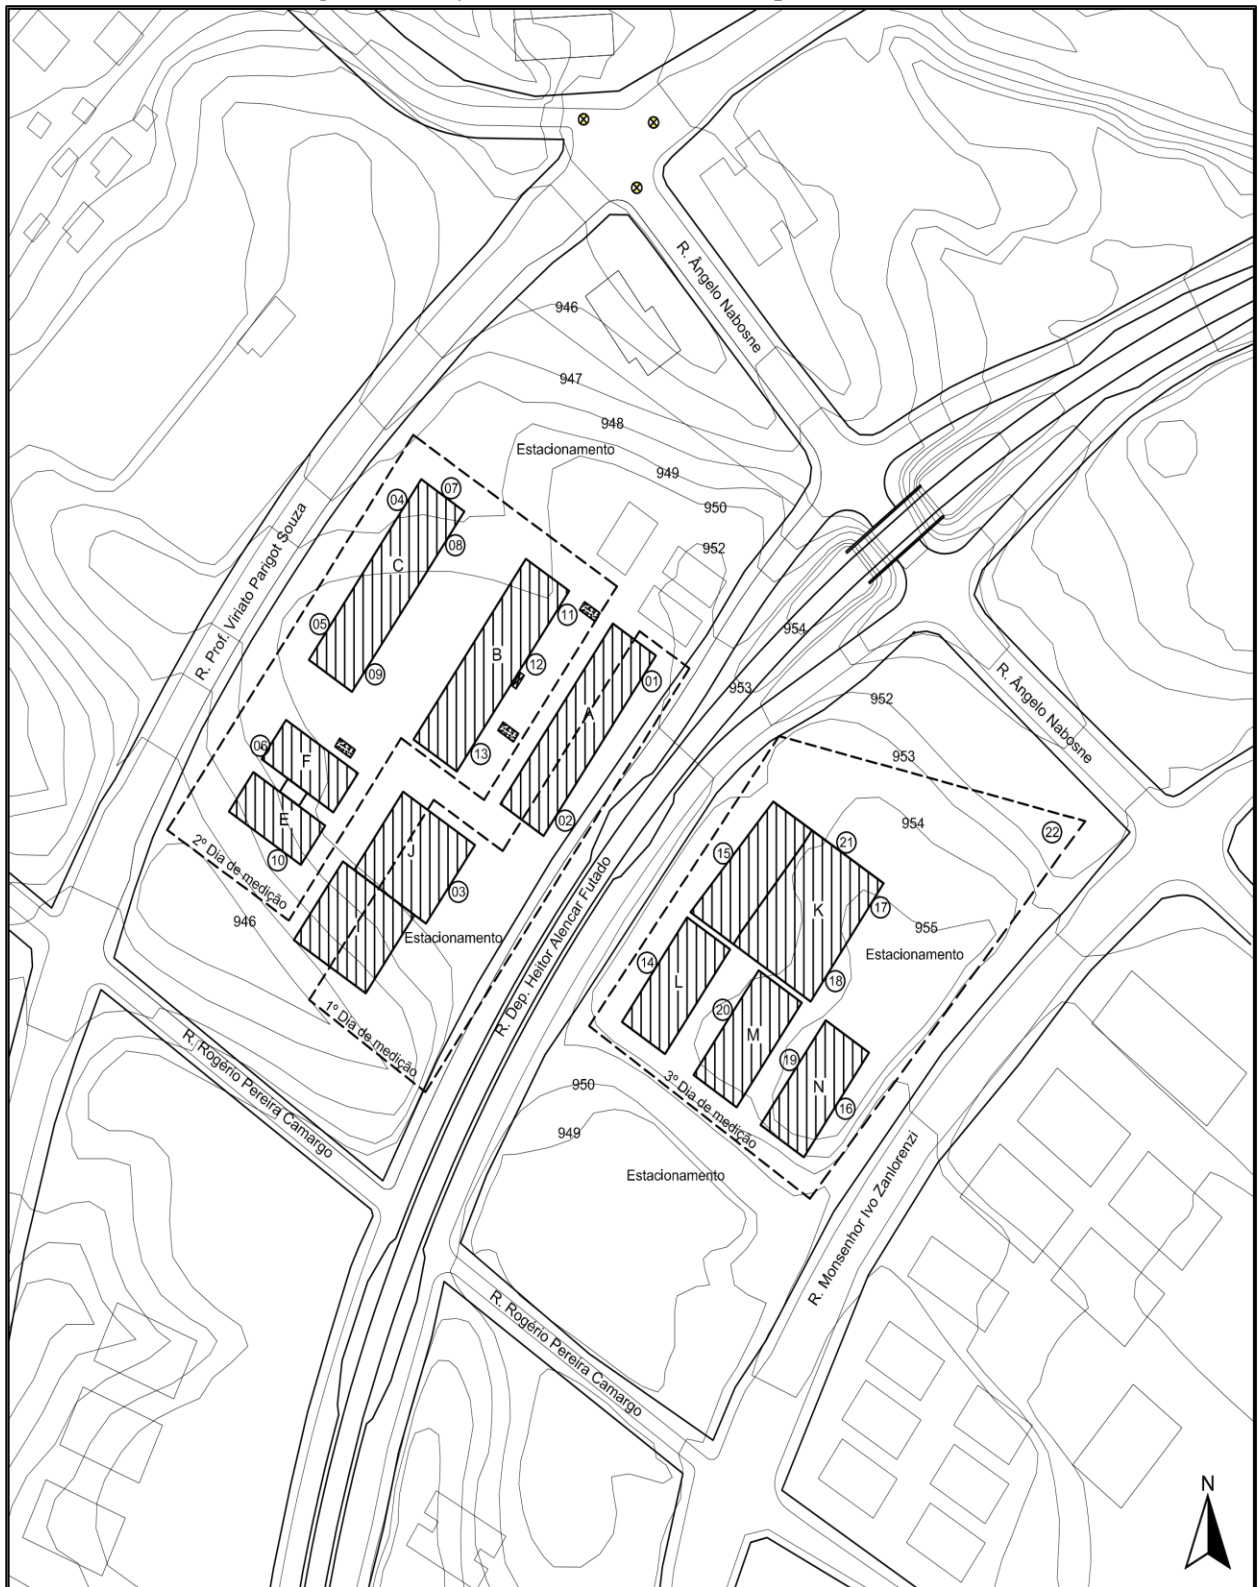 R. Ângelo Nabosne
946
947
948
Estacionamento
949
950
952
07
04
08
C
R. Prof. Viriato Parigot Souza
05
09
11
B
12
01
A
13
02
954
953
952
953
954
R. Ângelo Nabosne
22
06
F
E
10
2º Dia de medição
946
J
03
I
Estacionamento
1º Dia de medição
R. Dep. Heitor Alencar Futado
15
21
K
17
955
Estacionamento
18
14
L
20
M
19
N
16
3º Dia de medição
950
949
Estacionamento
R. Rogério Pereira Camargo
R. Monsenhor Ivo Zanlorenzi
R. Rogério Pereira Camargo
N